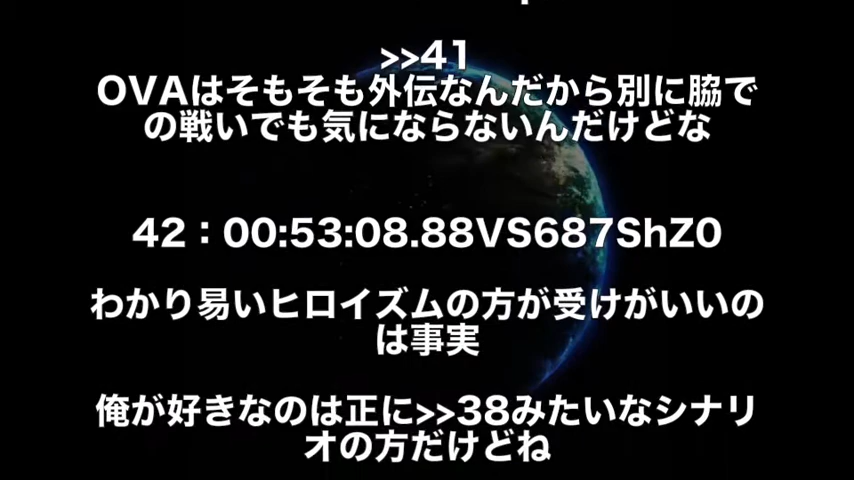 >>41
OVAはそもそも外伝なんだから別に脇で
の戦いでも気にならないんだけどな
42：00:53:08.88VS687ShZ0
わかり易いヒロイズムの方が受けがいいの
は事実
俺が好きなのは正に>>38みたいなシナリ
オの方だけどね